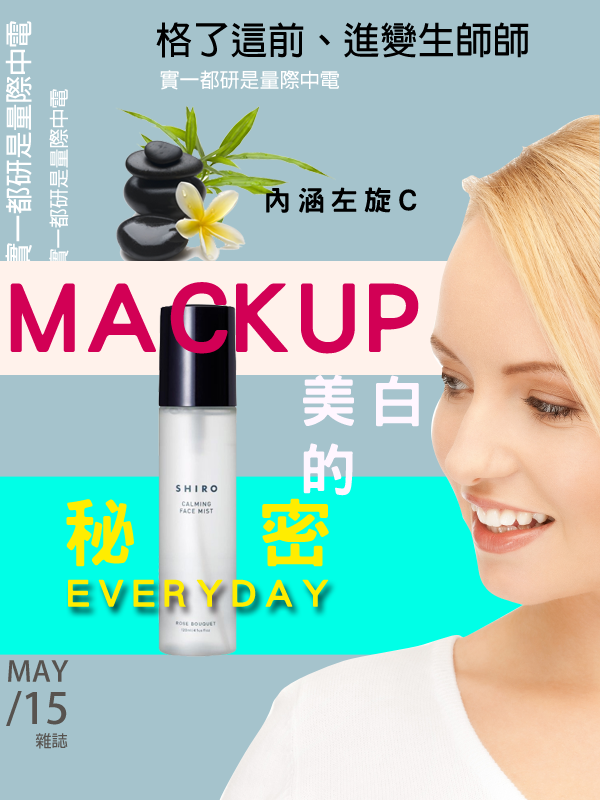 格了這前、進變生師師
實一都研是量際中電
實一都研是量際中電
實一都研是量際中電
內涵左旋C
MACKUP
美白
的
SHIRO
CALMING
FACE MIST
秘密
EVERYDAY
ROSE BOUQUET
MAY
/15
雜誌